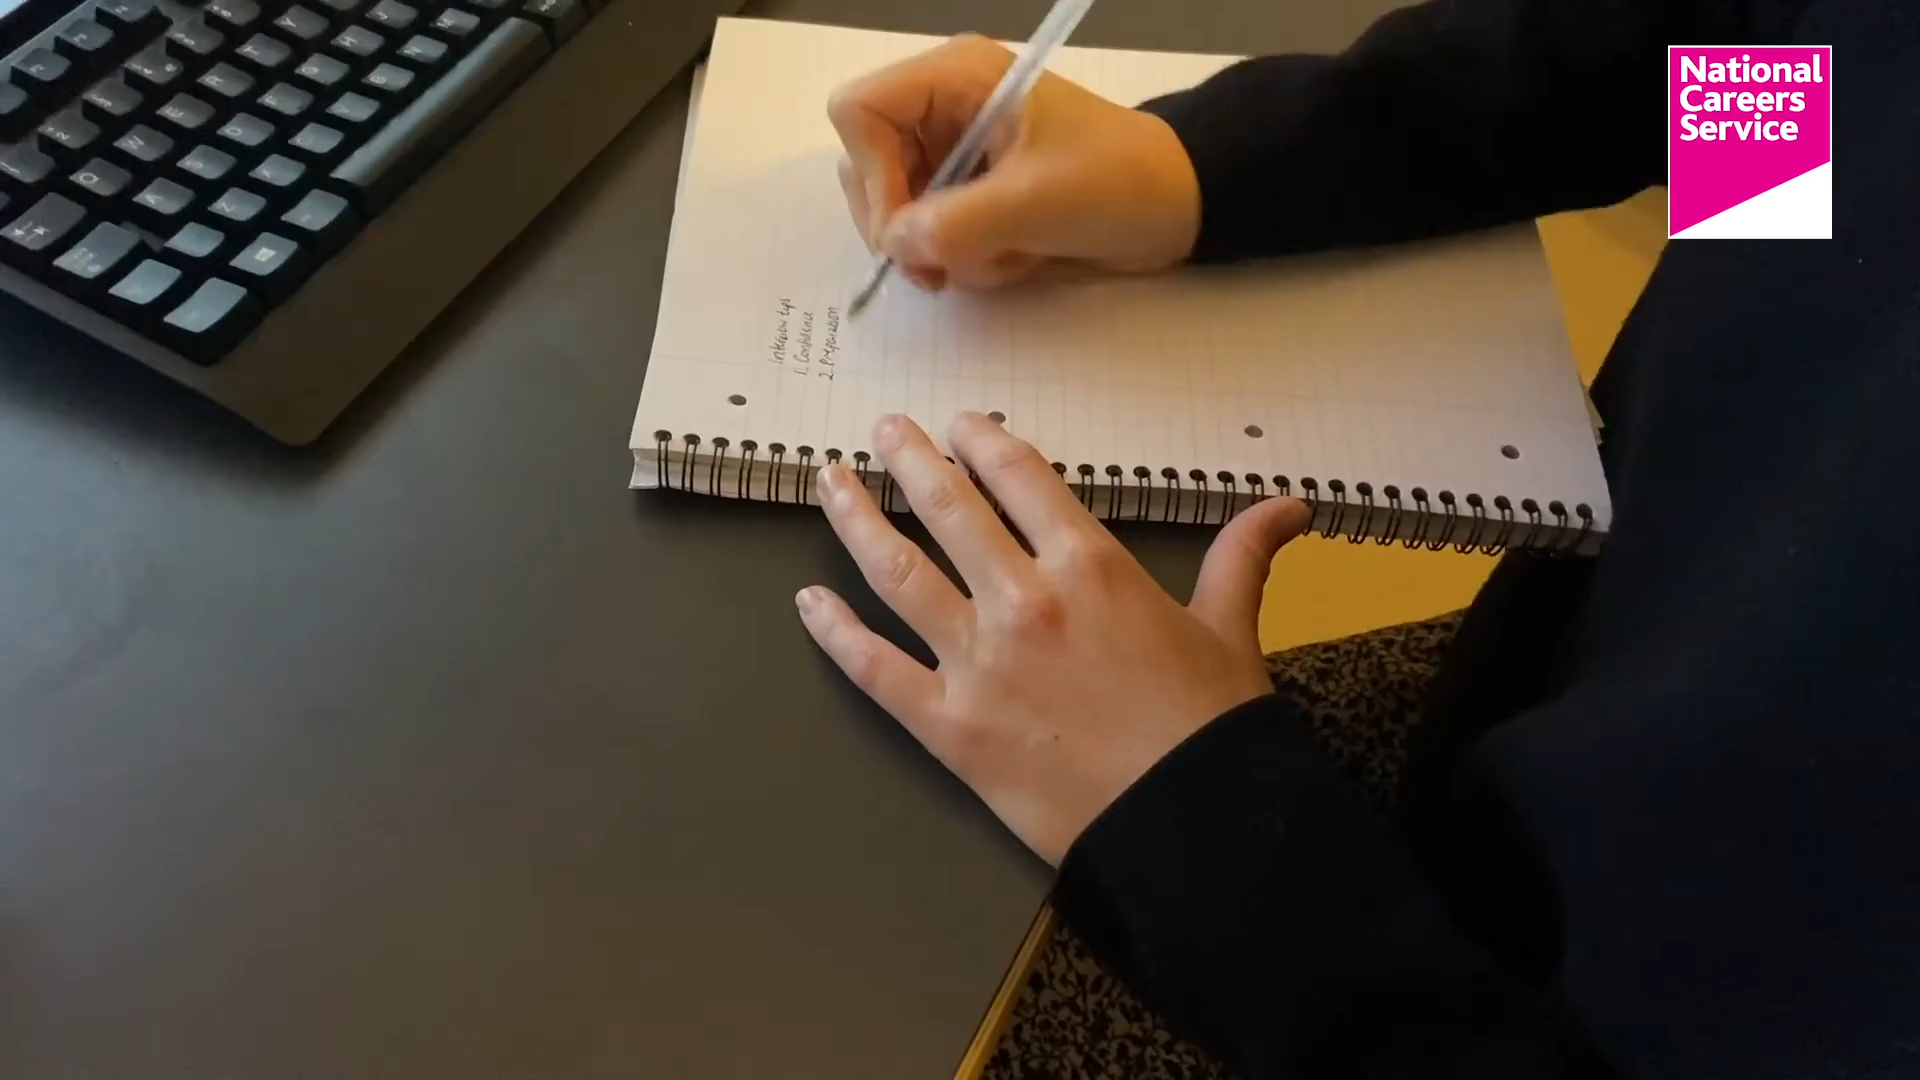 National
Careers
Service
Interview tips
1. Confidence
2. Preparation